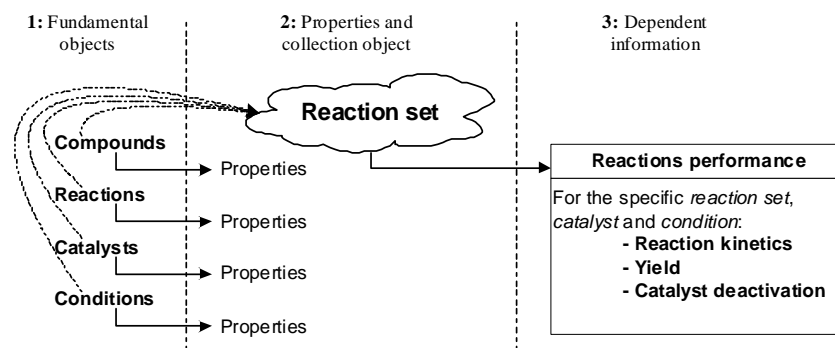 1: Fundamental
objects
2: Properties and
collection object
3: Dependent
information
Reaction set
Compounds
Properties
Reactions
Properties
Catalysts
Properties
Conditions
Properties
Reactions performance
For the specific reaction set,
catalyst and condition:
- Reaction kinetics
- Yield
- Catalyst deactivation